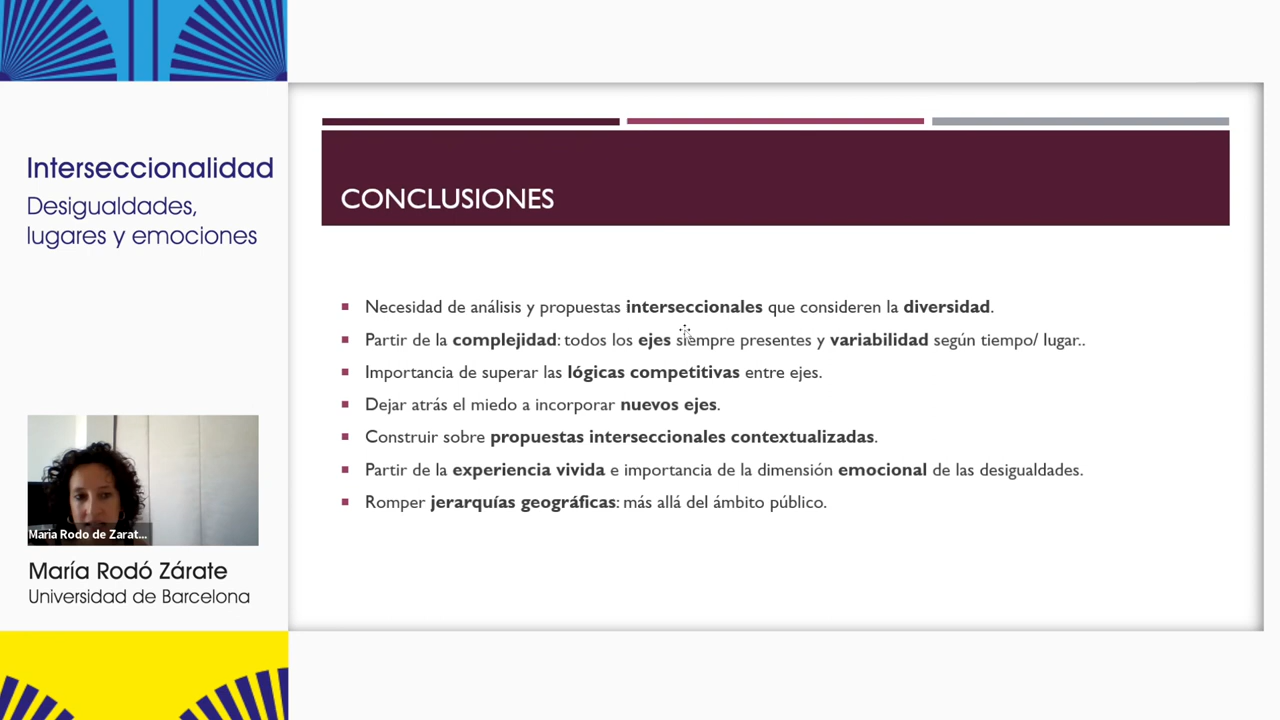 Interseccionalidad
Desigualdades,
lugares y emociones
Maria Rodo de Zarat...
María Rodó Zárate
Universidad de Barcelona
CONCLUSIONES
Necesidad de análisis y propuestas interseccionales que consideren la diversidad.
Partir de la complejidad: todos los ejes siempre presentes y variabilidad según tiempo/ lugar..
Importancia de superar las lógicas competitivas entre ejes.
Dejar atrás el miedo a incorporar nuevos ejes.
Construir sobre propuestas interseccionales contextualizadas.
Partir de la experiencia vivida e importancia de la dimensión emocional de las desigualdades.
Romper jerarquías geográficas: más allá del ámbito público.